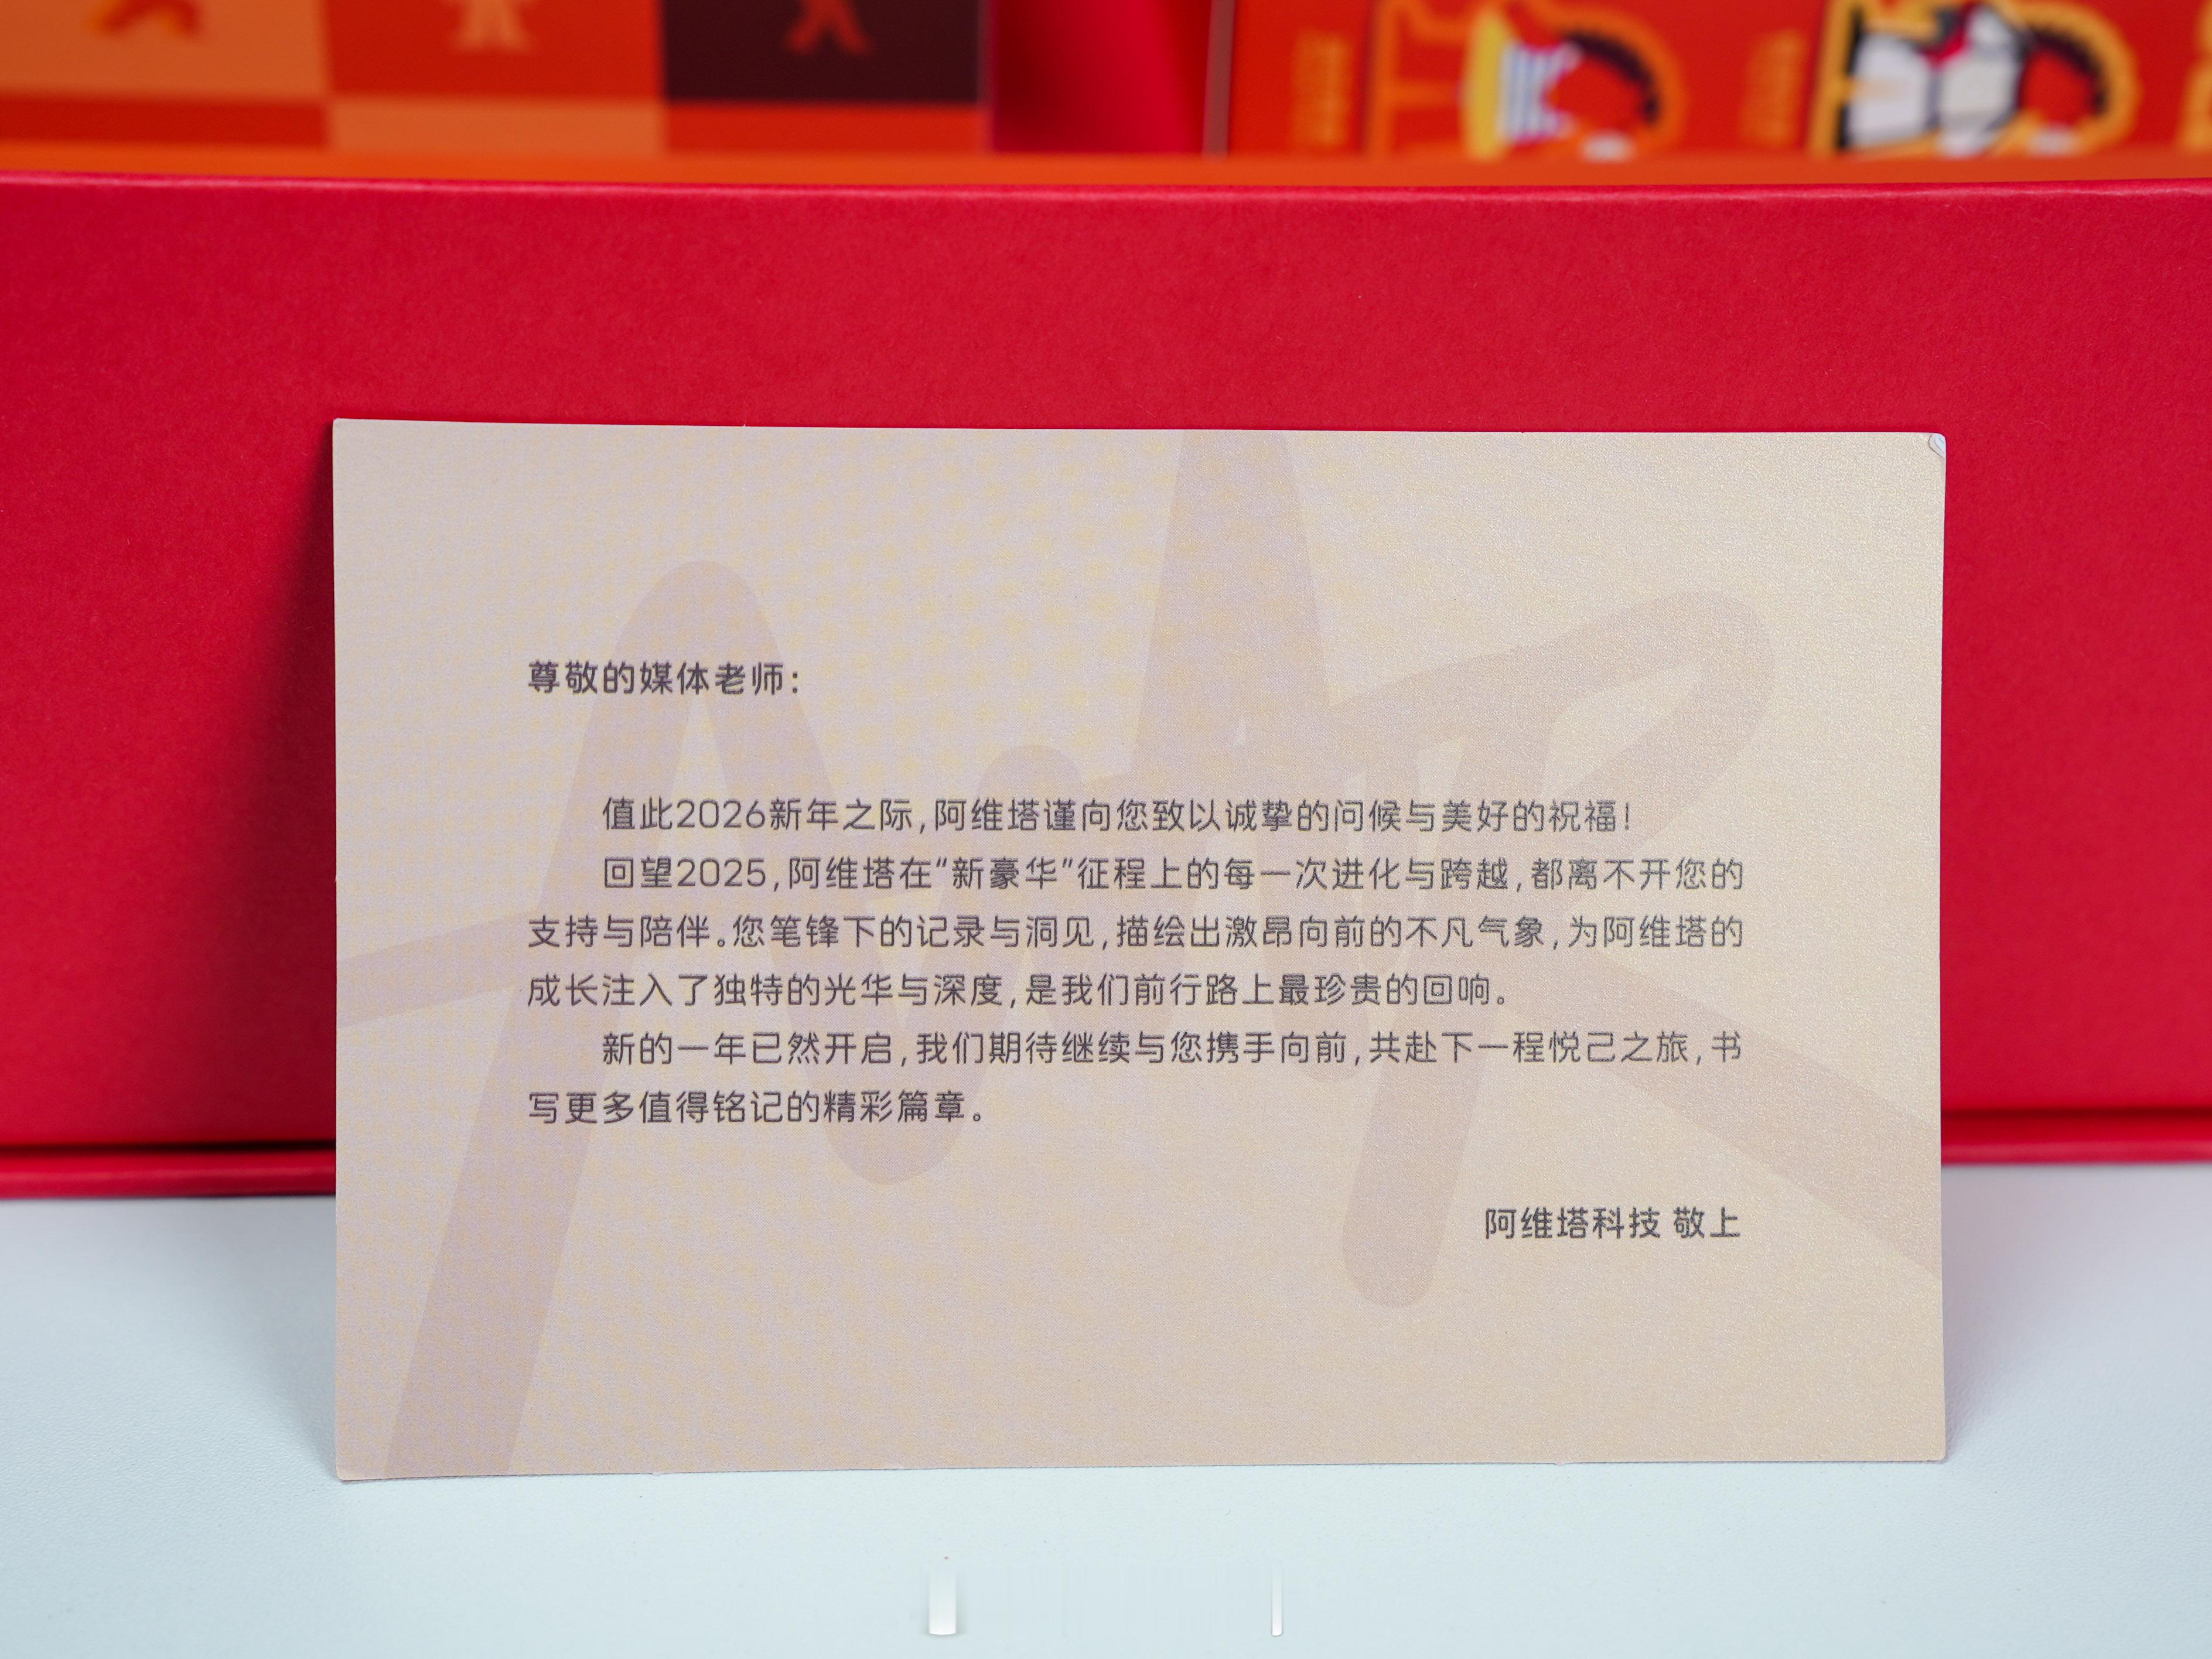 尊敬的媒体老师：
值此2026新年之际，阿维塔谨向您致以诚挚的问候与美好的祝福！
回望2025，阿维塔在“新豪华”征程上的每一次进化与跨越，都离不开您的
支持与陪伴。您笔锋下的记录与洞见，描绘出激昂向前的不凡气象，为阿维塔的
成长注入了独特的光华与深度，是我们前行路上最珍贵的回响。
新的一年已然开启，我们期待继续与您携手向前，共赴下一程悦己之旅，书
写更多值得铭记的精彩篇章。
阿维塔科技 敬上